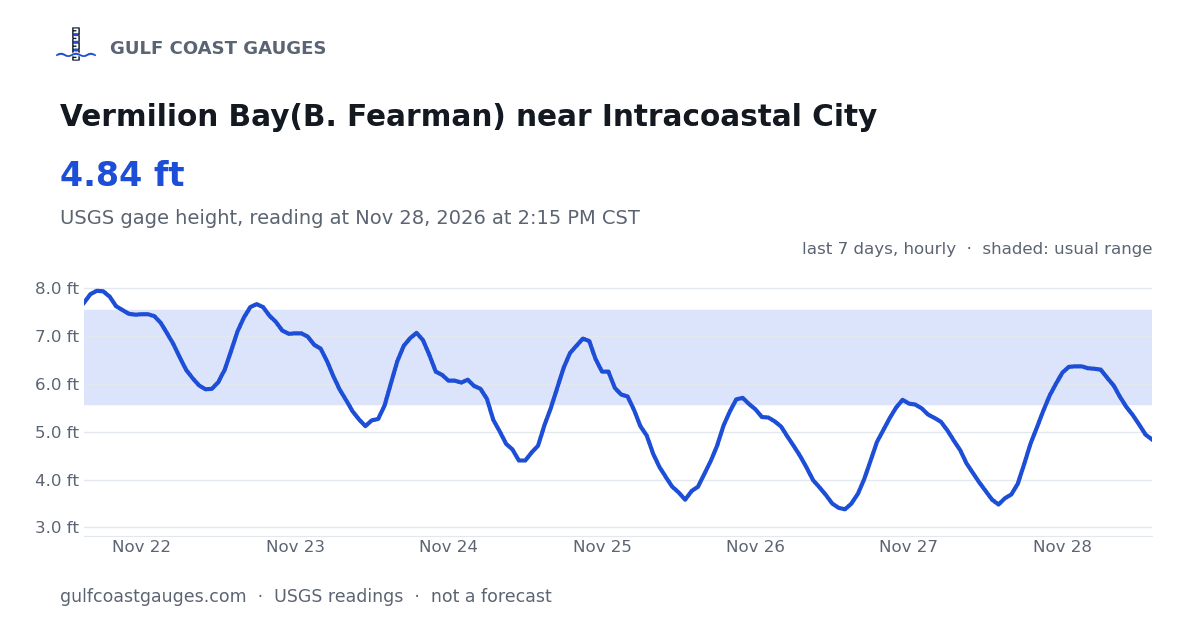 GULF COAST GAUGES
Vermilion Bay(B. Fearman) near Intracoastal City
4.84 ft
USGS gage height, reading at Nov 28, 2026 at 2:15 PM CST
last 7 days, hourly · shaded: usual range
8.0 ft
7.0 ft
6.0 ft
5.0 ft
4.0 ft
3.0 ft
Nov 22 Nov 23 Nov 24 Nov 25 Nov 26 Nov 27 Nov 28
gulfcoastgauges.com · USGS readings · not a forecast